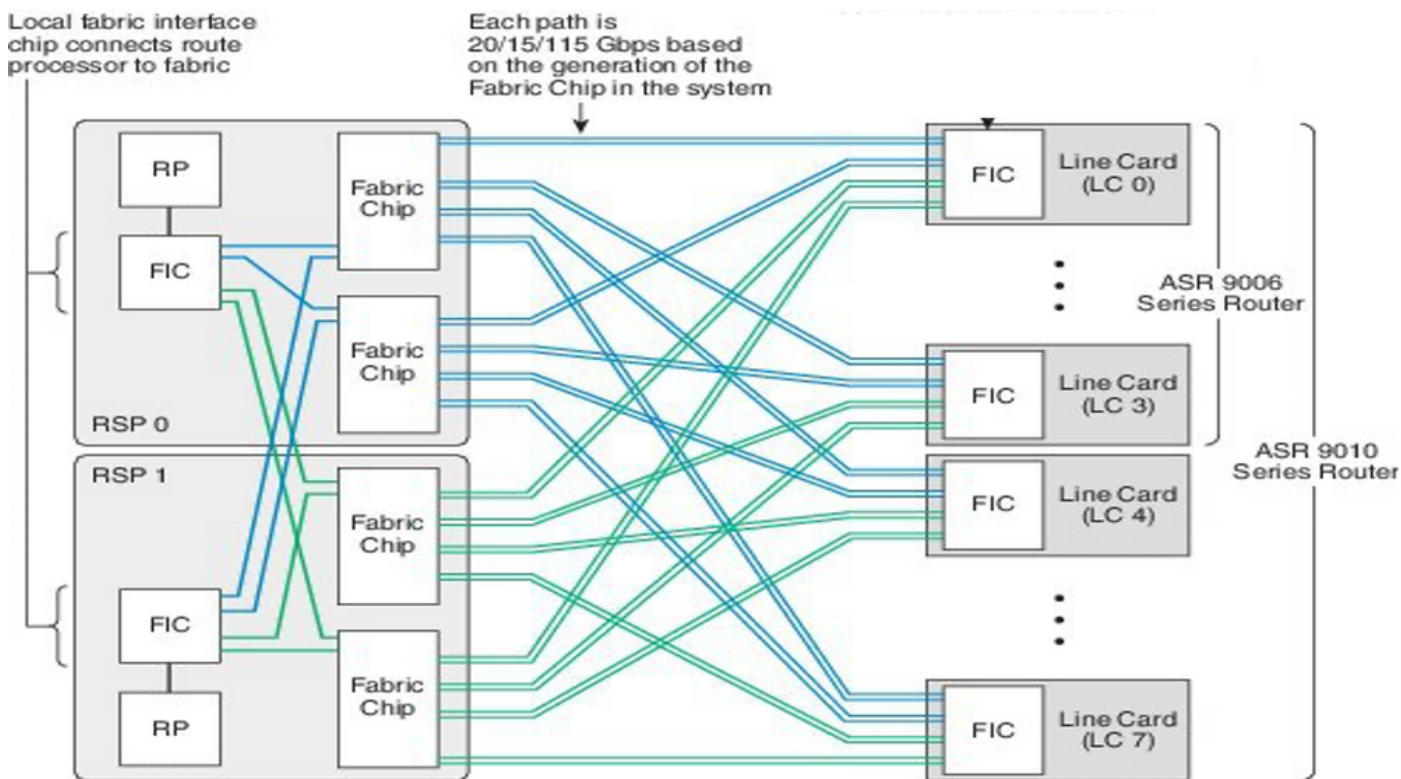 Local fabric interface
chip connects route
processor to fabric
Each path is
20/15/115 Gbps based
on the generation of the
Fabric Chip in the system
RP
FIC
Fabric
Chip
Fabric
Chip
RSP 0
RSP 1
Fabric
Chip
FIC
RP
Fabric
Chip
FIC
Line Card
(LC 0)
FIC
Line Card
(LC 3)
FIC
Line Card
(LC 4)
FIC
Line Card
(LC 7)
ASR 9006
Series Router
ASR 9010
Series Router